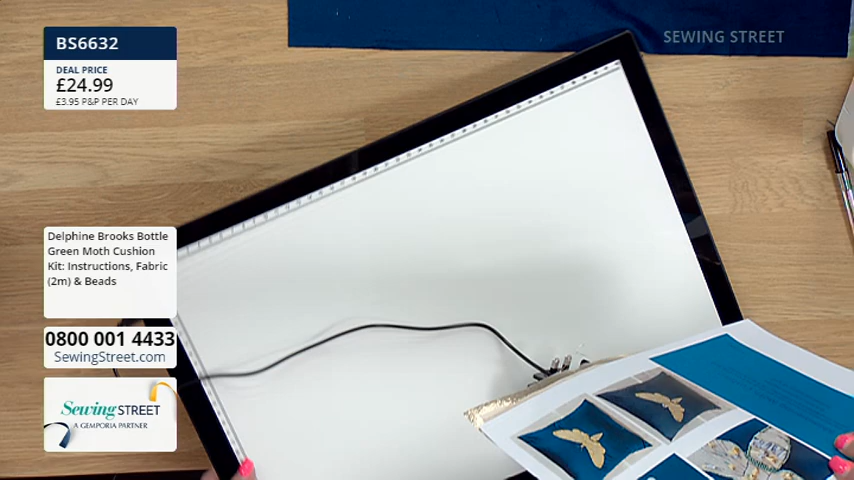 BS6632
DEAL PRICE
£24.99
£3.95 P&P PER DAY
SEWING STREET
Delphine Brooks Bottle
Green Moth Cushion
Kit: Instructions, Fabric
(2m) & Beads
0800 001 4433
SewingStreet.com
Sewing STREET
A GEMPORIA PARTNER